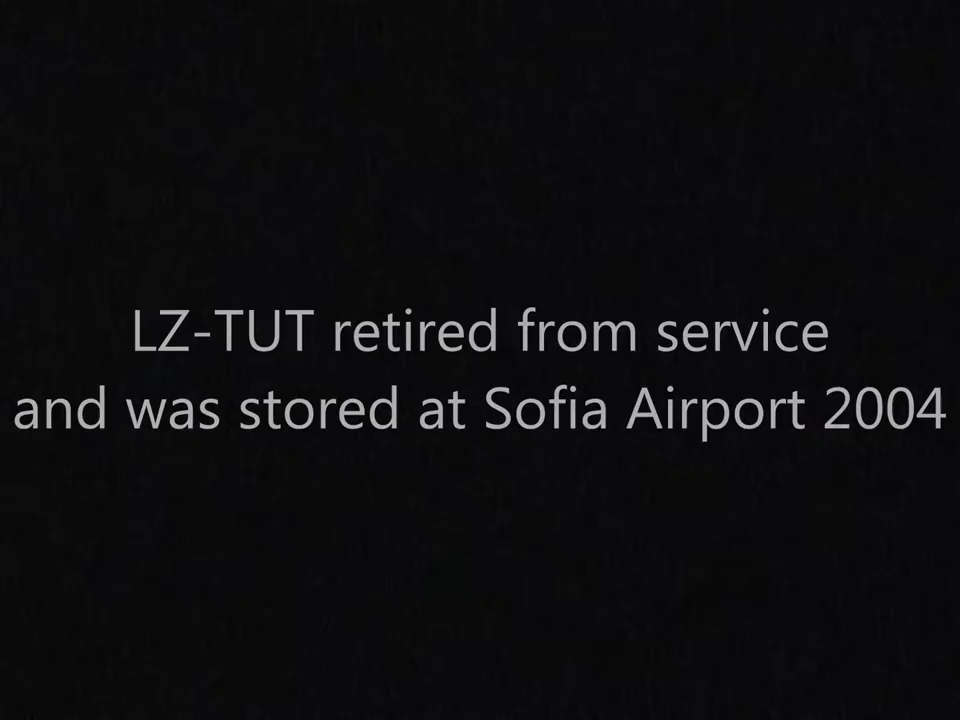 LZ-TUT retired from service
and was stored at Sofia Airport 2004